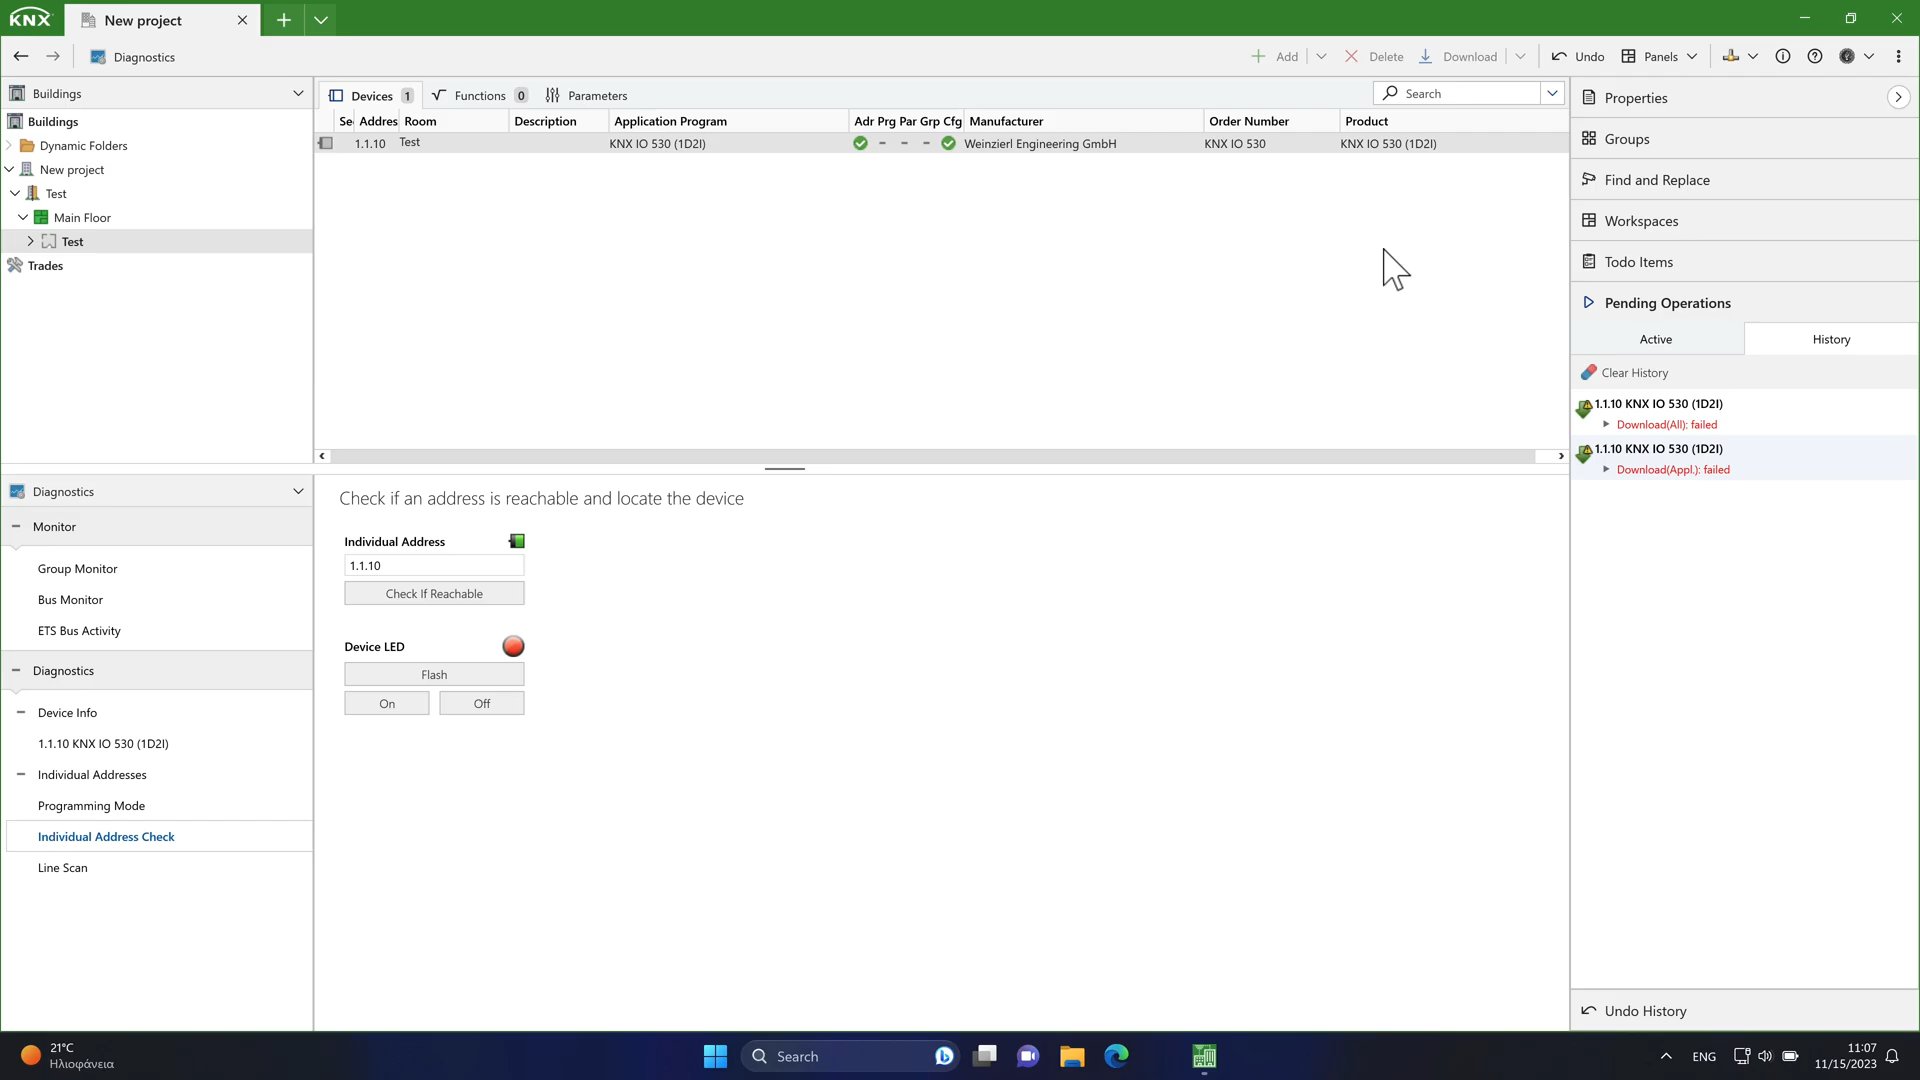 KNX New project
Diagnostics Add Delete Download Undo Panels
Buildings
Buildings
Dynamic Folders
New project
Test
Main Floor
Test
Trades
Devices 1 Functions 0 Parameters Search
Se Addres Room Description Application Program Adr Prg Par Grp Cfg Manufacturer Order Number Product
1.1.10 Test KNX IO 530 (1D2I) - - - Weinzierl Engineering GmbH KNX IO 530 KNX IO 530 (1D2I)
Properties
Groups
Find and Replace
Workspaces
Todo Items
Pending Operations
Active History
Clear History
1.1.10 KNX IO 530 (1D2I)
Download(All): failed
1.1.10 KNX IO 530 (1D2I)
Download(Appl.): failed
Undo History
Diagnostics
Monitor
Group Monitor
Bus Monitor
ETS Bus Activity
Diagnostics
Device Info
1.1.10 KNX IO 530 (1D2I)
Individual Addresses
Programming Mode
Individual Address Check
Line Scan
Check if an address is reachable and locate the device
Individual Address
1.1.10
Check If Reachable
Device LED
Flash
On Off
21°C
Ηλιοφάνεια
Search
ENG
11:07
11/15/2023